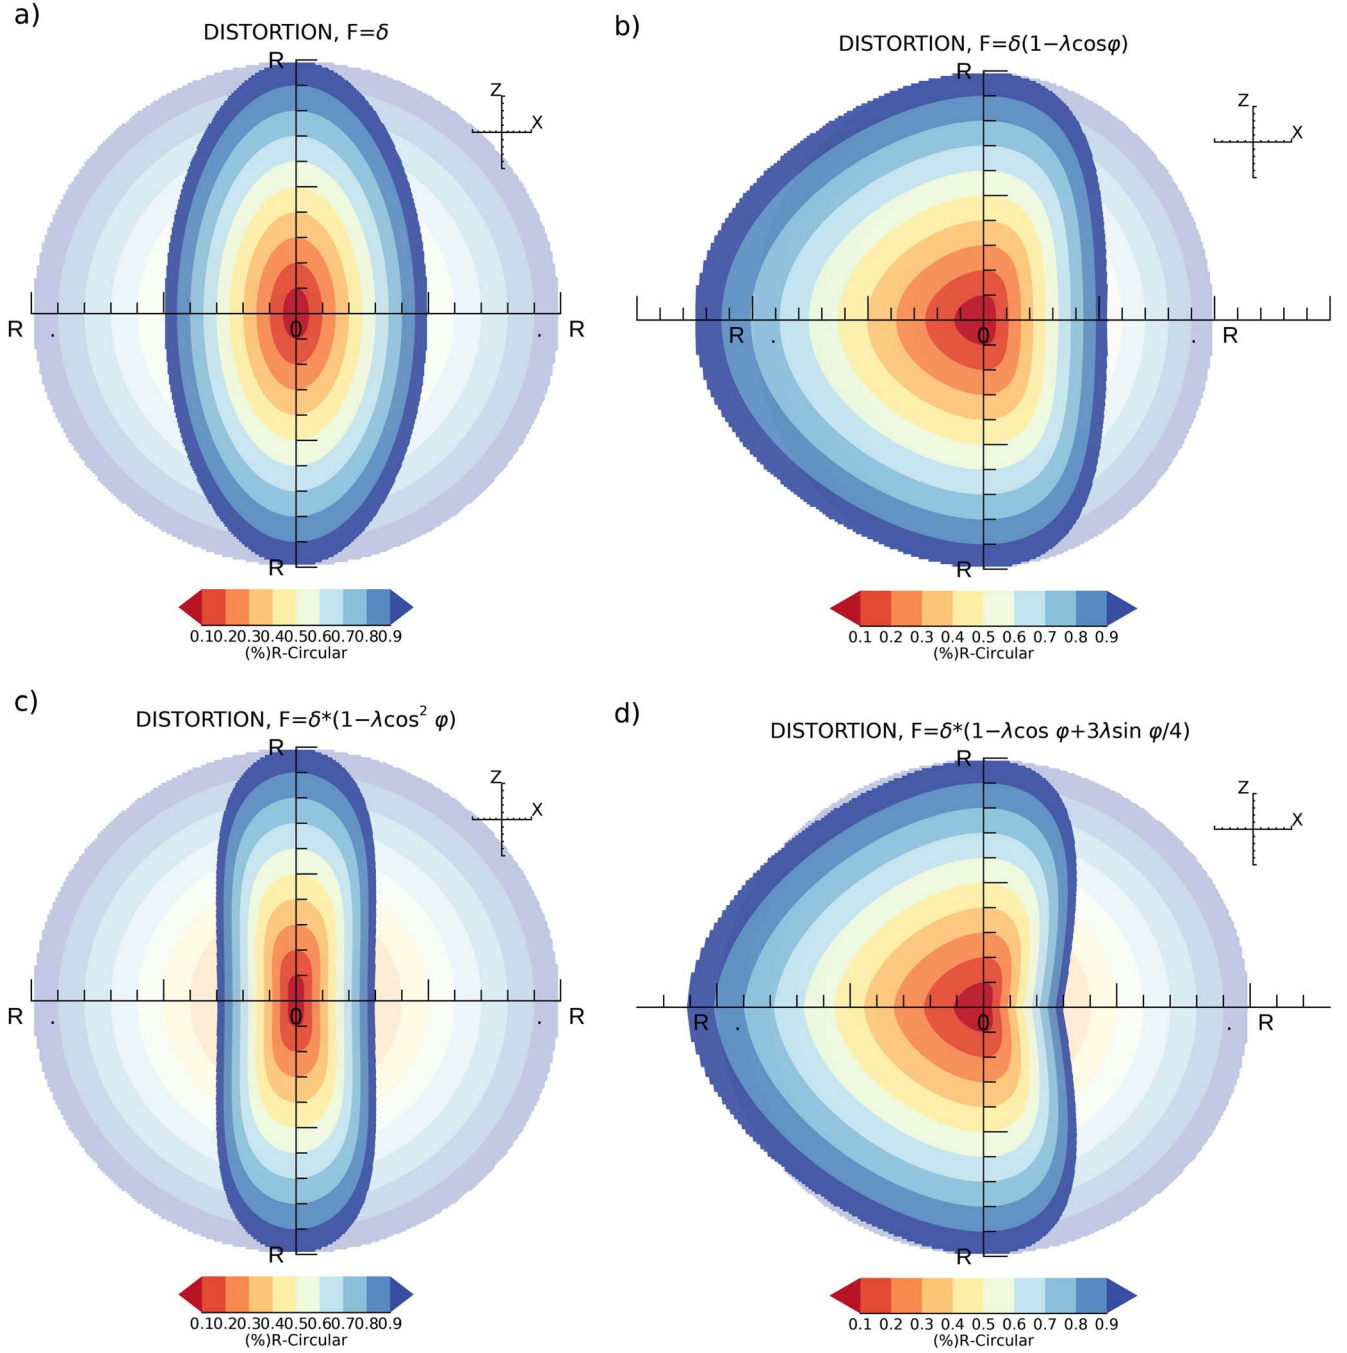 a)
DISTORTION, F=δ
R
Z
X
R
0
R
R
0.10.20.30.40.50.60.70.80.9
(%)R-Circular
b)
DISTORTION, F=δ(1−λcosφ)
R
Z
X
R
0
R
R
0.1 0.2 0.3 0.4 0.5 0.6 0.7 0.8 0.9
(%)R-Circular
c)
DISTORTION, F=δ*(1−λcos² φ)
R
Z
X
R
0
R
R
0.10.20.30.40.50.60.70.80.9
(%)R-Circular
d)
DISTORTION, F=δ*(1−λcos φ+3λsin φ/4)
R
Z
X
R
0
R
R
0.1 0.2 0.3 0.4 0.5 0.6 0.7 0.8 0.9
(%)R-Circular